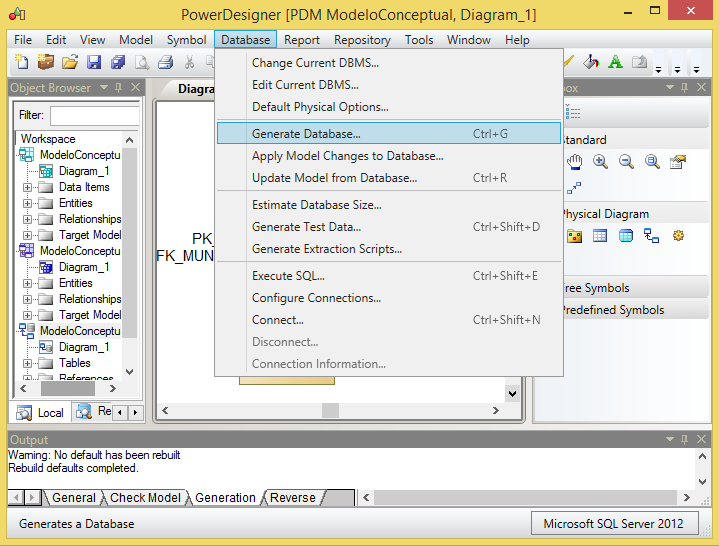 PowerDesigner [PDM ModeloConceptual, Diagram_1]
File Edit View Model Symbol Database Report Repository Tools Window Help
Object Browser
Filter:
Workspace
ModeloConceptu
Diagram_1
Data Items
Entities
Relationships
Target Model
ModeloConceptu
Diagram_1
Entities
Relationships
Target Model
ModeloConceptu
Diagram_1
Tables
References
Local
Re
Diagra
PK_
FK_MUN
Change Current DBMS...
Edit Current DBMS...
Default Physical Options...
Generate Database... Ctrl+G
Apply Model Changes to Database...
Update Model from Database... Ctrl+R
Estimate Database Size...
Generate Test Data... Ctrl+Shift+D
Generate Extraction Scripts...
Execute SQL... Ctrl+Shift+E
Configure Connections...
Connect... Ctrl+Shift+N
Disconnect...
Connection Information...
box
Standard
Physical Diagram
Free Symbols
Predefined Symbols
Output
Warning: No default has been rebuilt
Rebuild defaults completed.
General Check Model Generation Reverse
Generates a Database
Microsoft SQL Server 2012